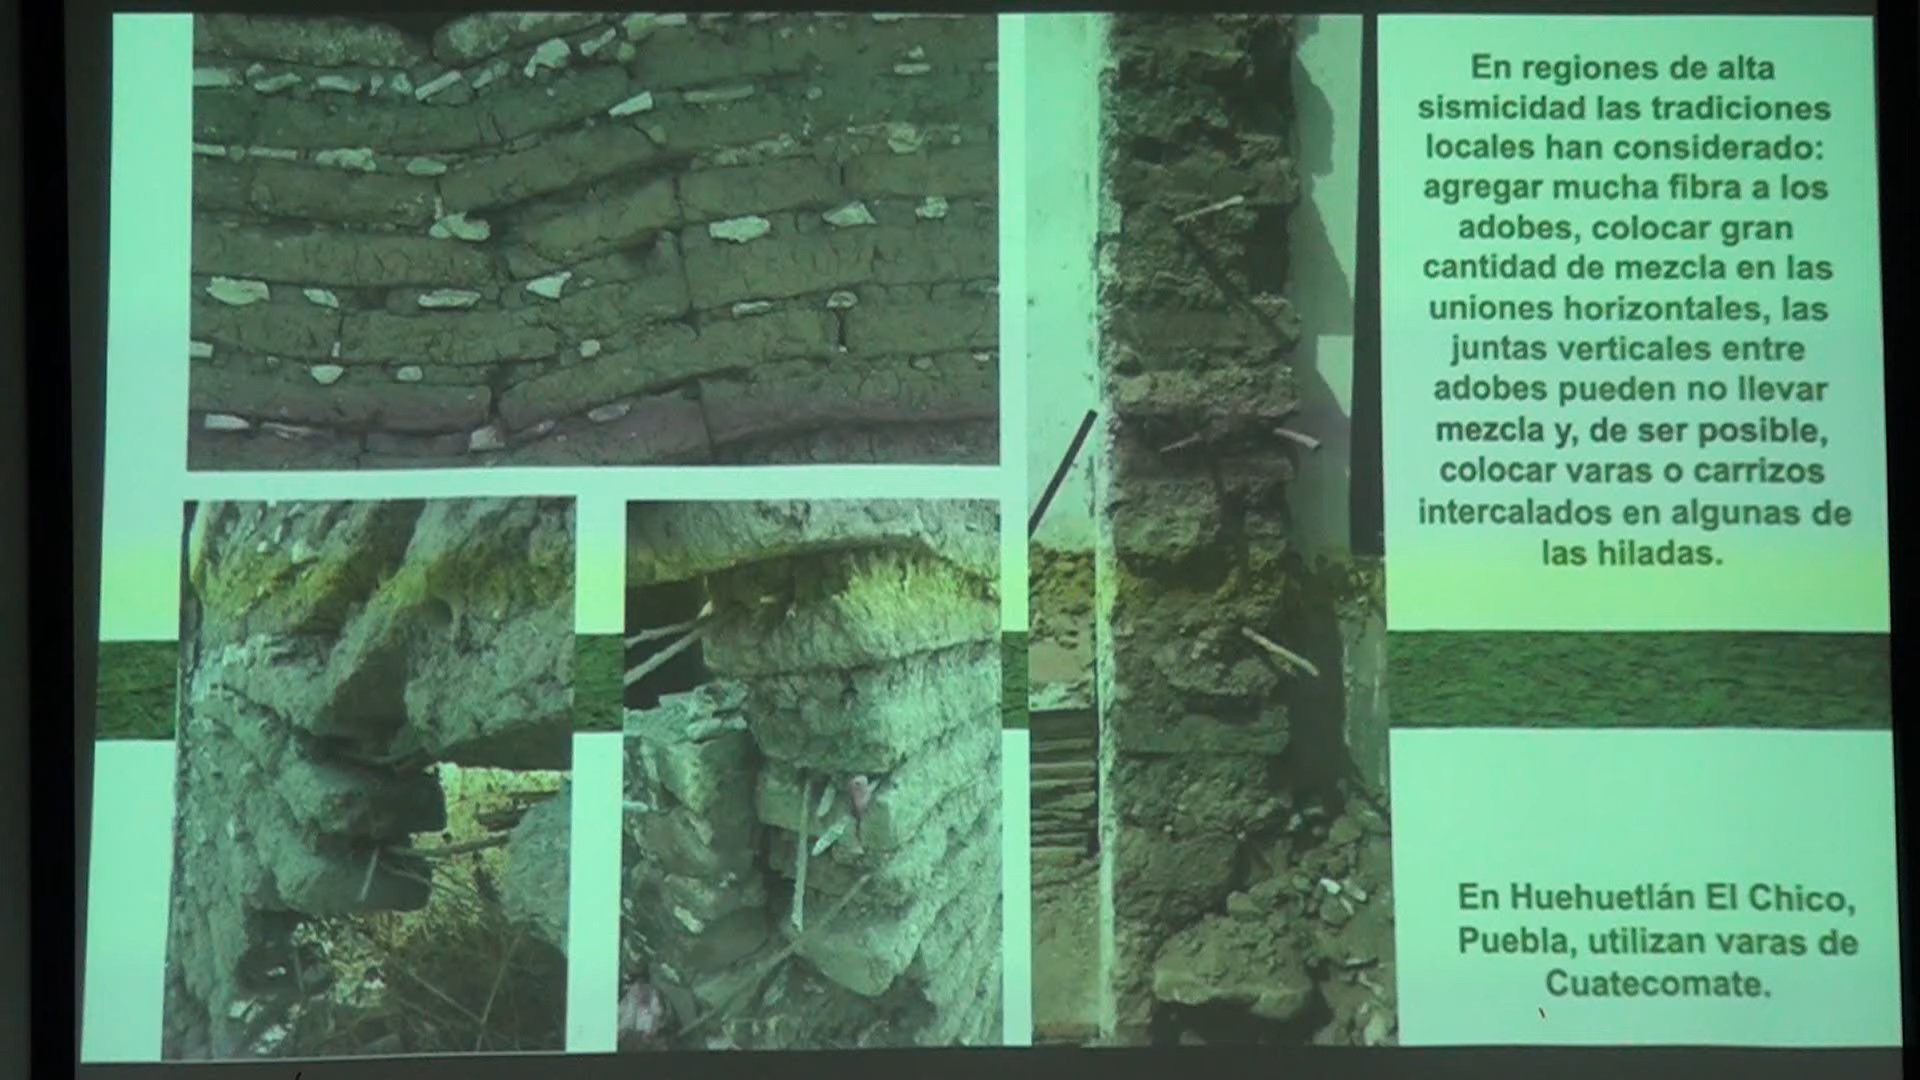 En regiones de alta
sismicidad las tradiciones
locales han considerado:
agregar mucha fibra a los
adobes, colocar gran
cantidad de mezcla en las
uniones horizontales, las
juntas verticales entre
adobes pueden no llevar
mezcla y, de ser posible,
colocar varas o carrizos
intercalados en algunas de
las hiladas.
En Huehuetlán El Chico,
Puebla, utilizan varas de
Cuatecomate.